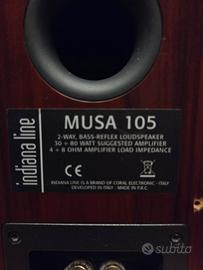 indiana line
MUSA 105
2-WAY, BASS-REFLEX LOUDSPEAKER
30 ÷ 80 WATT SUGGESTED AMPLIFIER
4 ÷ 8 OHM AMPLIFIER LOAD IMPEDANCE
CE
INDIANA LINE IS A BRAND OF CORAL ELECTRONIC - ITALY
DEVELOPED IN ITALY - MADE IN P.R.C.
subito